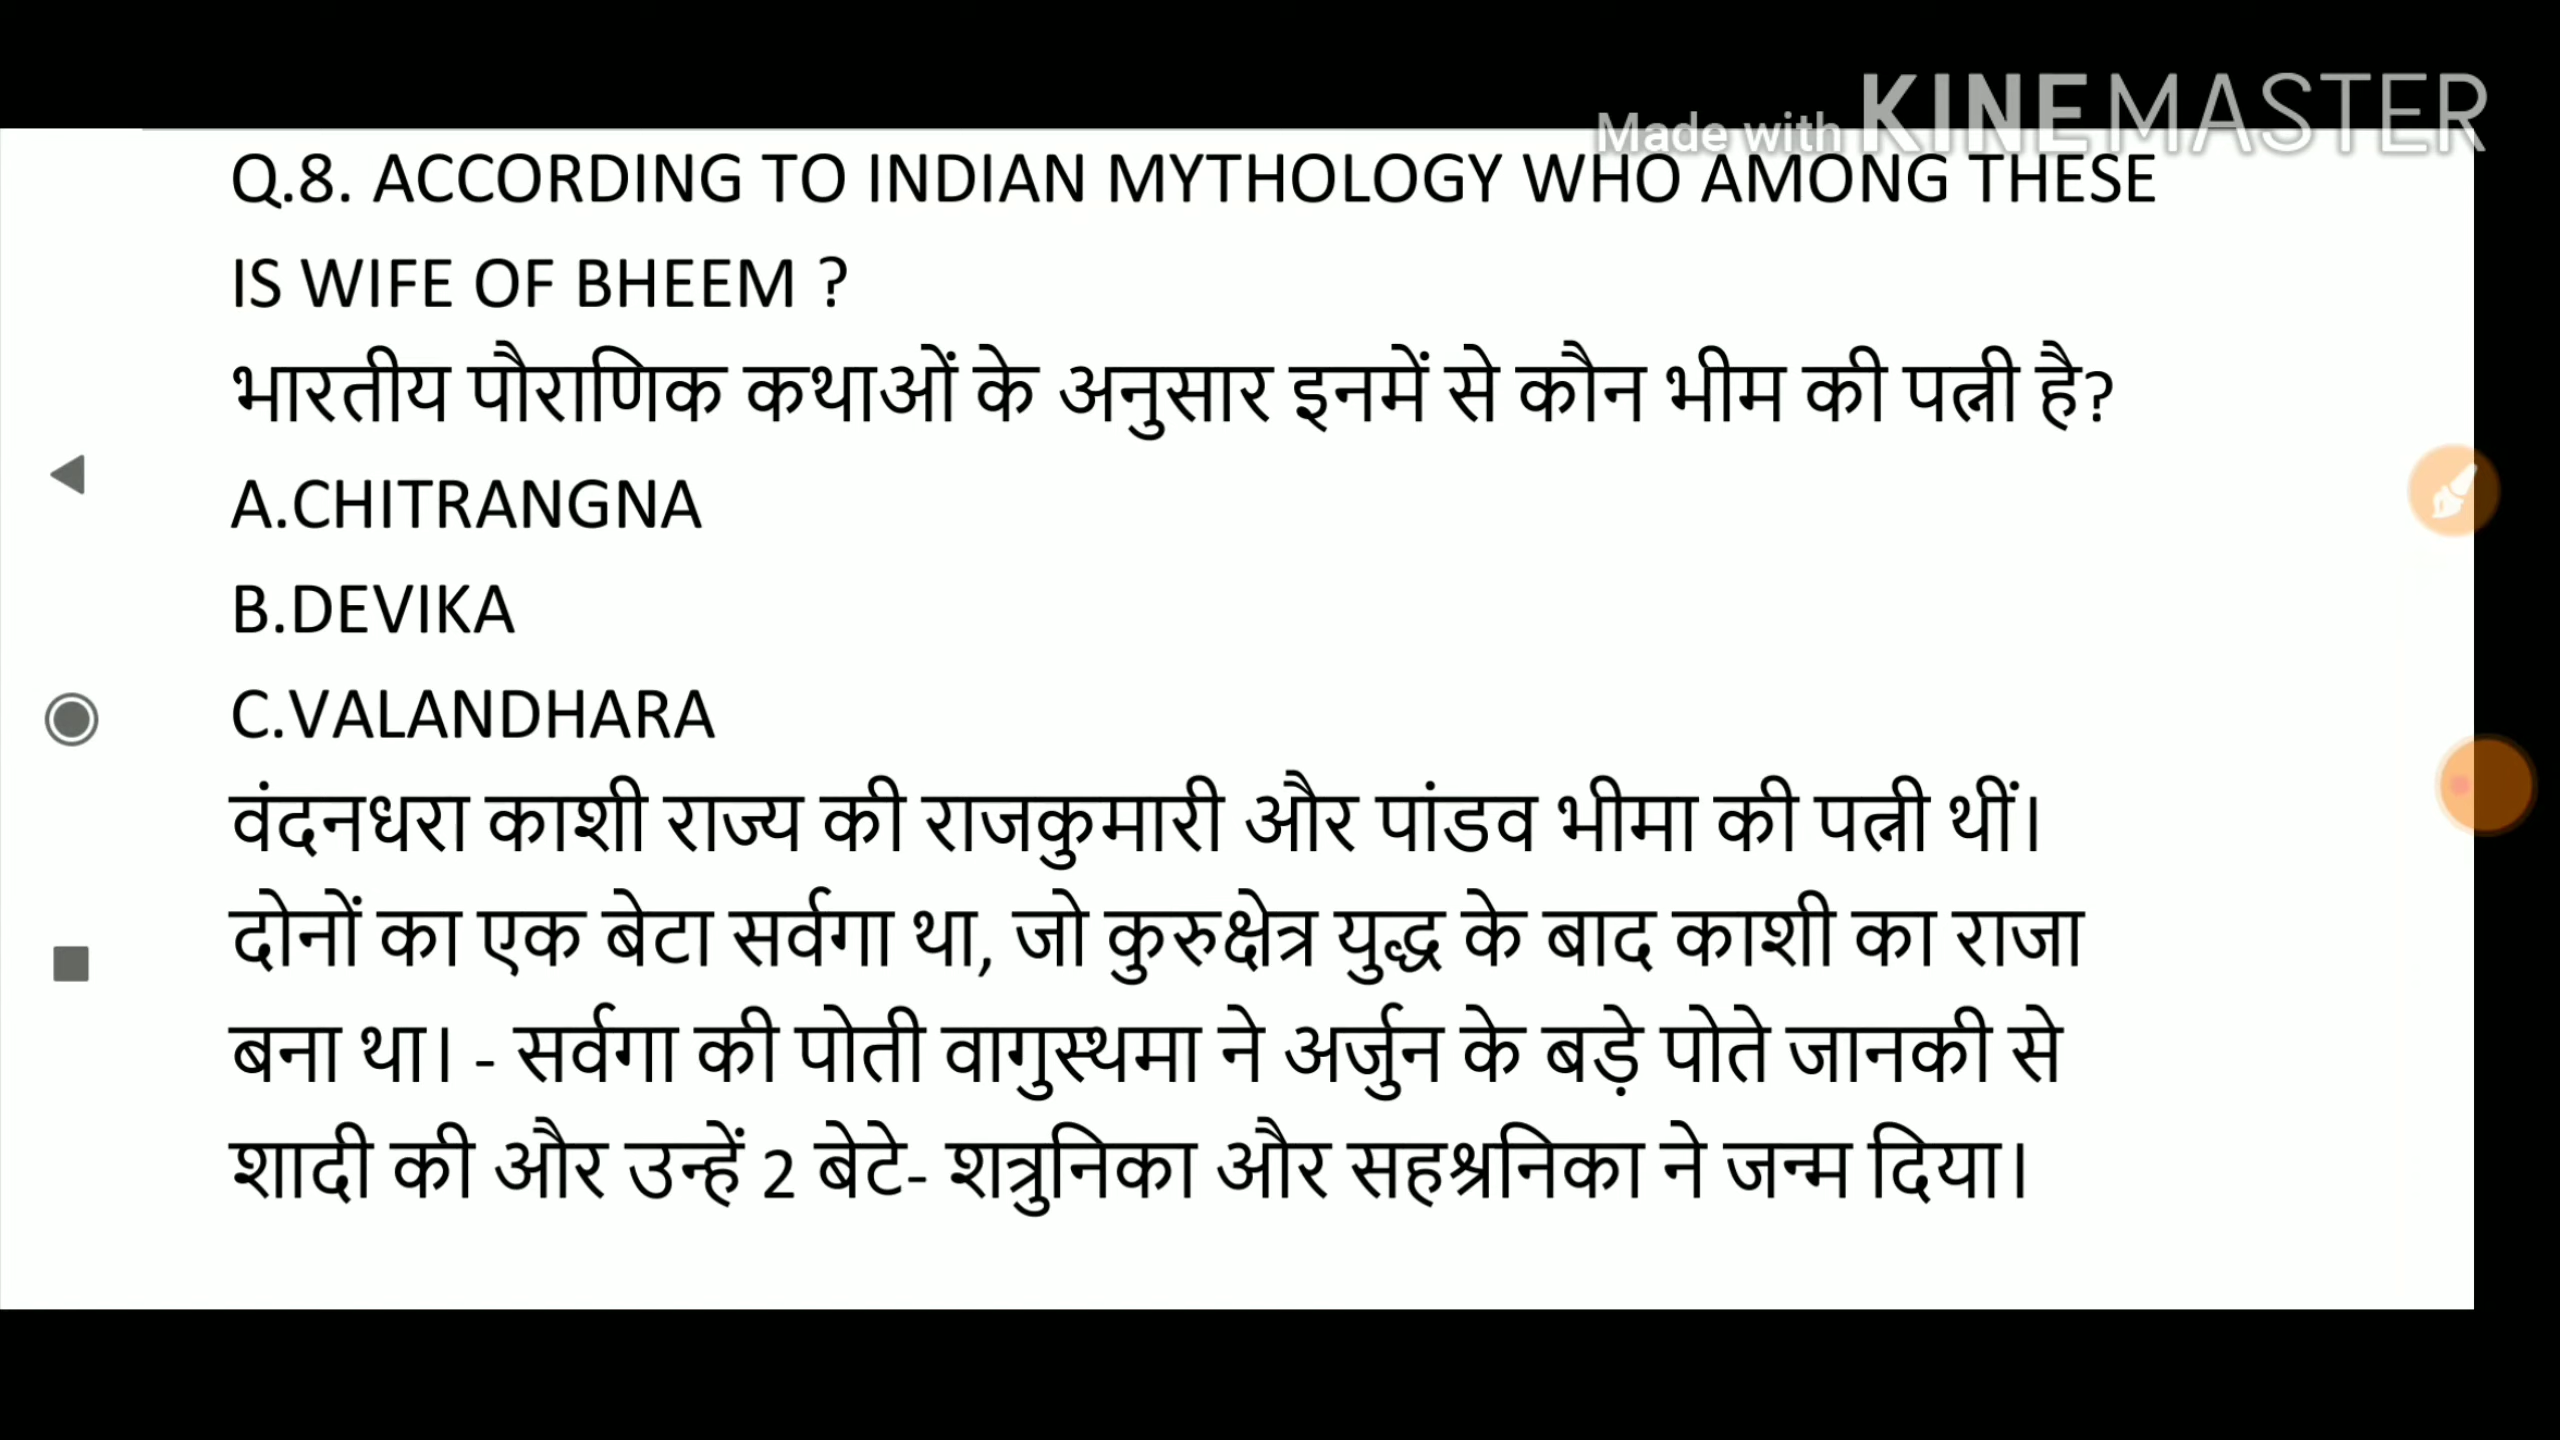 Made with KINEMASTER
Q.8. ACCORDING TO INDIAN MYTHOLOGY WHO AMONG THESE
IS WIFE OF BHEEM ?
भारतीय पौराणिक कथाओं के अनुसार इनमें से कौन भीम की पत्नी है?
A.CHITRANGNA
B.DEVIKA
C.VALANDHARA
वंदनधरा काशी राज्य की राजकुमारी और पांडव भीमा की पत्नी थीं।
दोनों का एक बेटा सर्वगा था, जो कुरुक्षेत्र युद्ध के बाद काशी का राजा
बना था। - सर्वगा की पोती वागुस्थमा ने अर्जुन के बड़े पोते जानकी से
शादी की और उन्हें 2 बेटे- शत्रुनिका और सहश्रनिका ने जन्म दिया।